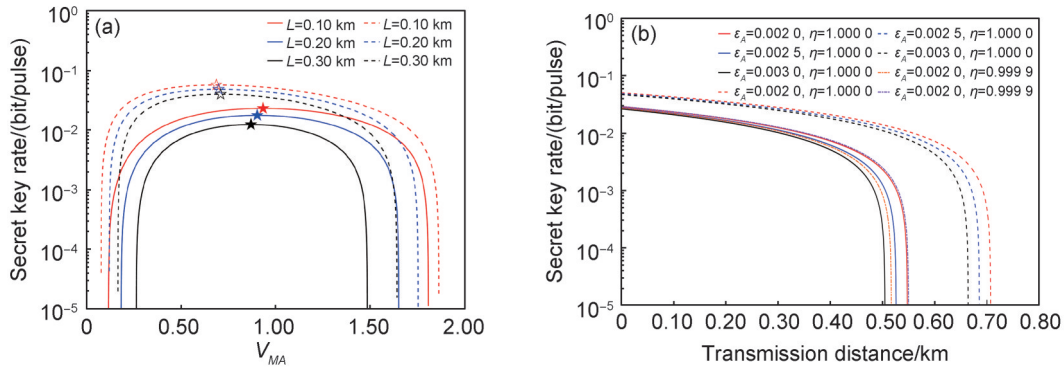 (a)
L=0.10 km L=0.10 km
L=0.20 km L=0.20 km
L=0.30 km L=0.30 km
Secret key rate/(bit/pulse)
10⁰
10⁻¹
10⁻²
10⁻³
10⁻⁴
10⁻⁵
0 0.50 1.00 1.50 2.00
V_MA
(b)
ε_A=0.002 0, η=1.000 0 ε_A=0.002 5, η=1.000 0
ε_A=0.002 5, η=1.000 0 ε_A=0.003 0, η=1.000 0
ε_A=0.003 0, η=1.000 0 ε_A=0.002 0, η=0.999 9
ε_A=0.002 0, η=1.000 0 ε_A=0.002 0, η=0.999 9
Secret key rate/(bit/pulse)
10⁰
10⁻¹
10⁻²
10⁻³
10⁻⁴
10⁻⁵
0 0.10 0.20 0.30 0.40 0.50 0.60 0.70 0.80
Transmission distance/km